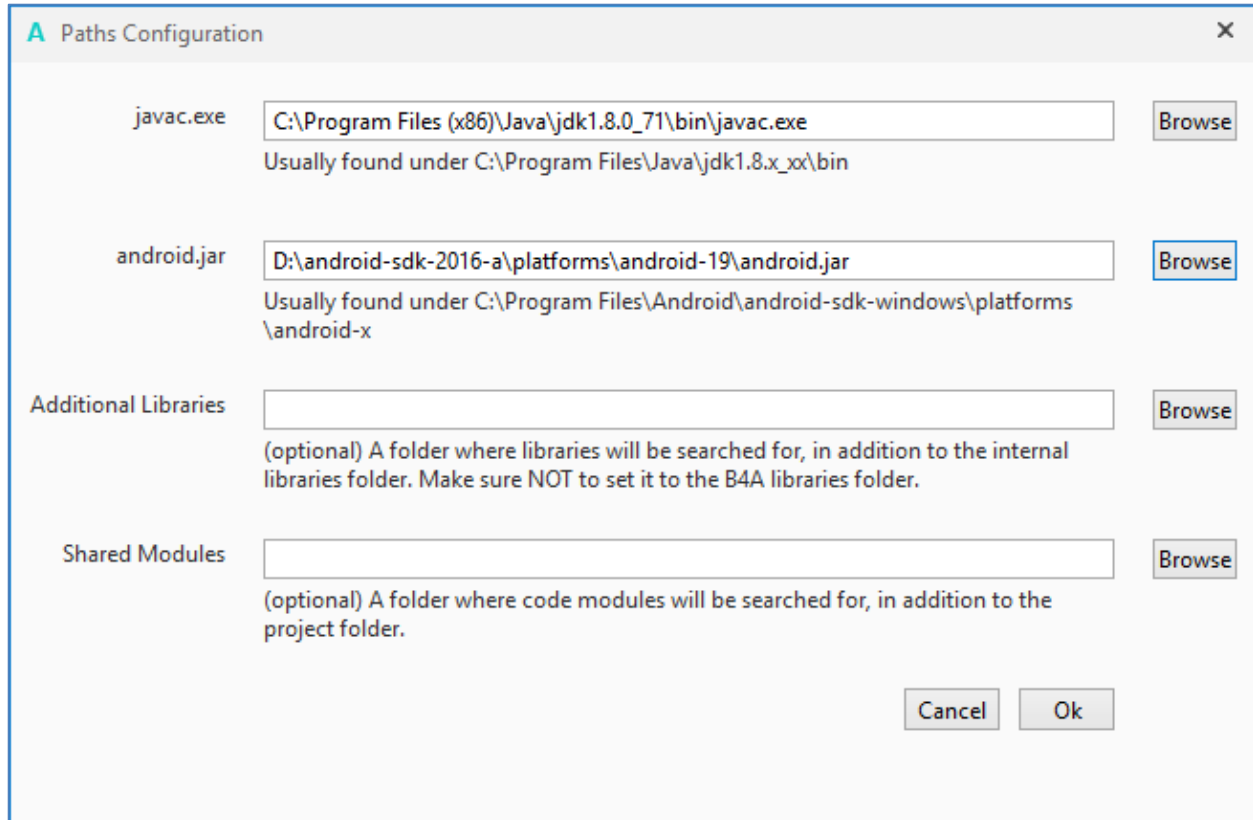 A Paths Configuration
javac.exe
C:\Program Files (x86)\Java\jdk1.8.0_71\bin\javac.exe
Browse
Usually found under C:\Program Files\Java\jdk1.8.x_xx\bin
android.jar
D:\android-sdk-2016-a\platforms\android-19\android.jar
Browse
Usually found under C:\Program Files\Android\android-sdk-windows\platforms
\android-x
Additional Libraries
Browse
(optional) A folder where libraries will be searched for, in addition to the internal
libraries folder. Make sure NOT to set it to the B4A libraries folder.
Shared Modules
Browse
(optional) A folder where code modules will be searched for, in addition to the
project folder.
Cancel
Ok